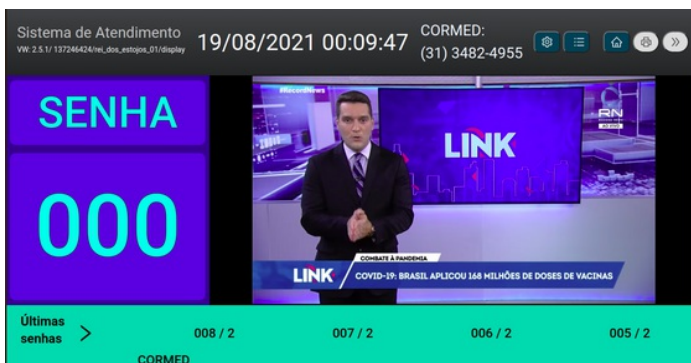 Sistema de Atendimento
VW: 2.5.1/ 137246424/rei_dos_estojos_01/display
19/08/2021 00:09:47
CORMED:
(31) 3482-4955
SENHA
000
#RecordNews
LINK
RN
AO VIVO
COMBATE À PANDEMIA
LINK
COVID-19: BRASIL APLICOU 168 MILHÕES DE DOSES DE VACINAS
Últimas
senhas
008 / 2
007 / 2
006 / 2
005 / 2
CORMED